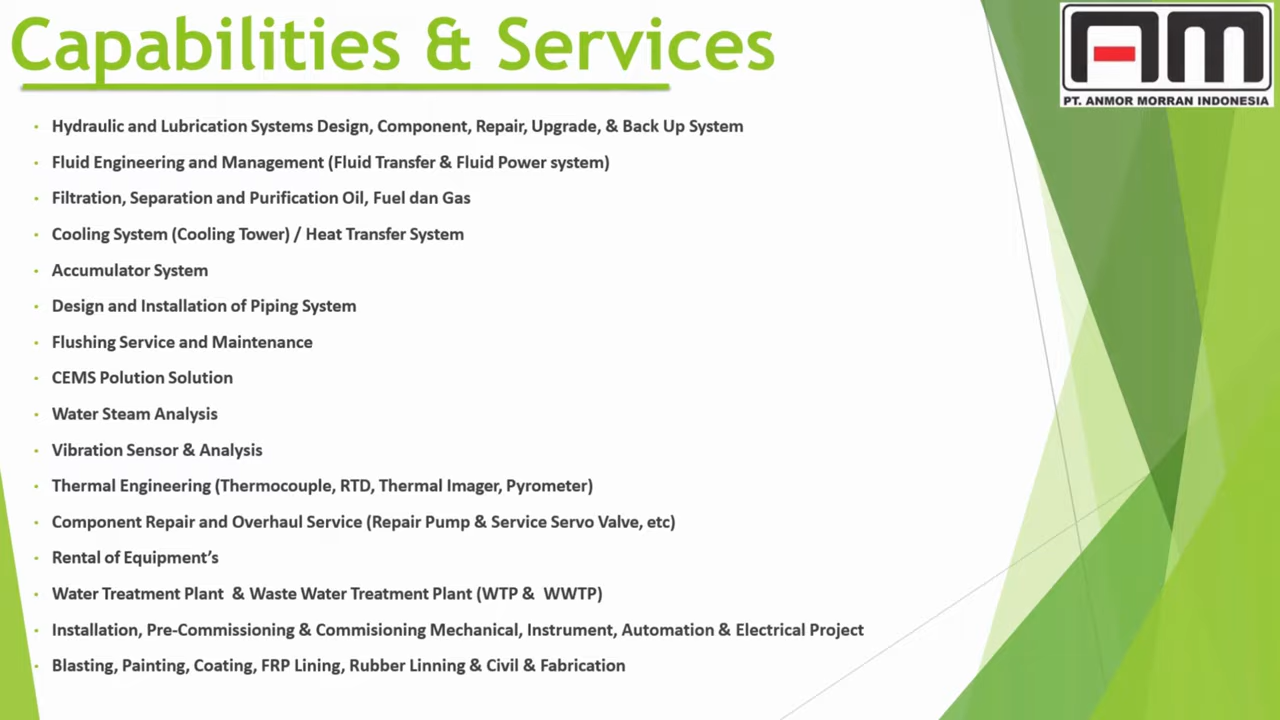 Capabilities & Services
AM
PT. ANMOR MORRAN INDONESIA
• Hydraulic and Lubrication Systems Design, Component, Repair, Upgrade, & Back Up System
• Fluid Engineering and Management (Fluid Transfer & Fluid Power system)
• Filtration, Separation and Purification Oil, Fuel dan Gas
• Cooling System (Cooling Tower) / Heat Transfer System
• Accumulator System
• Design and Installation of Piping System
• Flushing Service and Maintenance
• CEMS Polution Solution
• Water Steam Analysis
• Vibration Sensor & Analysis
• Thermal Engineering (Thermocouple, RTD, Thermal Imager, Pyrometer)
• Component Repair and Overhaul Service (Repair Pump & Service Servo Valve, etc)
• Rental of Equipment’s
• Water Treatment Plant  & Waste Water Treatment Plant (WTP &  WWTP)
• Installation, Pre-Commissioning & Commisioning Mechanical, Instrument, Automation & Electrical Project
• Blasting, Painting, Coating, FRP Lining, Rubber Linning & Civil & Fabrication